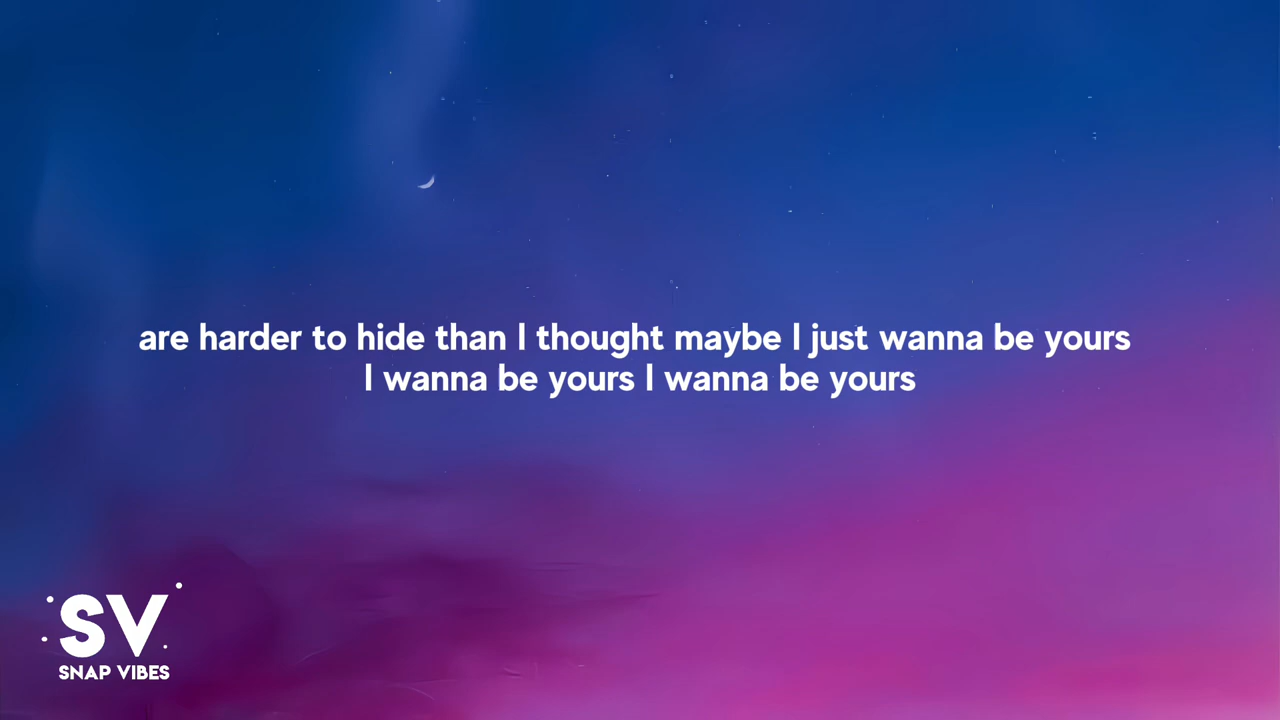 are harder to hide than I thought maybe I just wanna be yours
I wanna be yours I wanna be yours
SV
SNAP VIBES